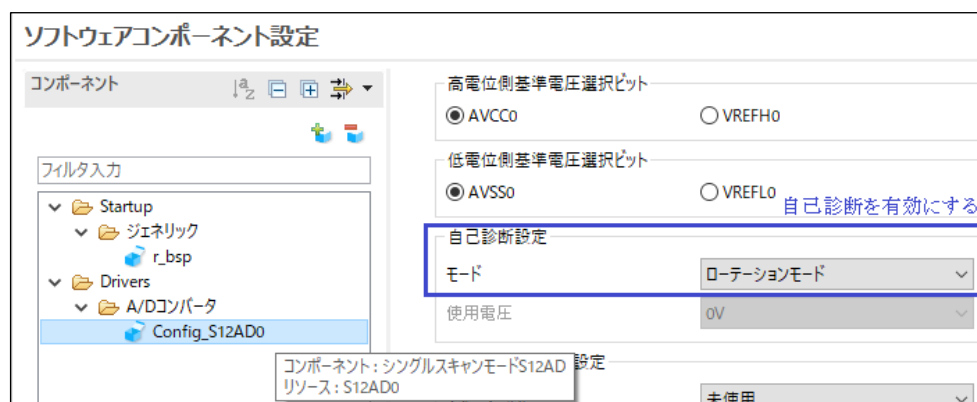 ソフトウェアコンポーネント設定
コンポーネント
フィルタ入力
Startup
ジェネリック
r_bsp
Drivers
A/Dコンバータ
Config_S12AD0
コンポーネント : シングルスキャンモードS12AD
リソース : S12AD0
高電位側基準電圧選択ビット
AVCC0
VREFH0
低電位側基準電圧選択ビット
AVSS0
VREFL0
自己診断を有効にする
自己診断設定
モード
ローテーションモード
使用電圧
0V
設定
未使用